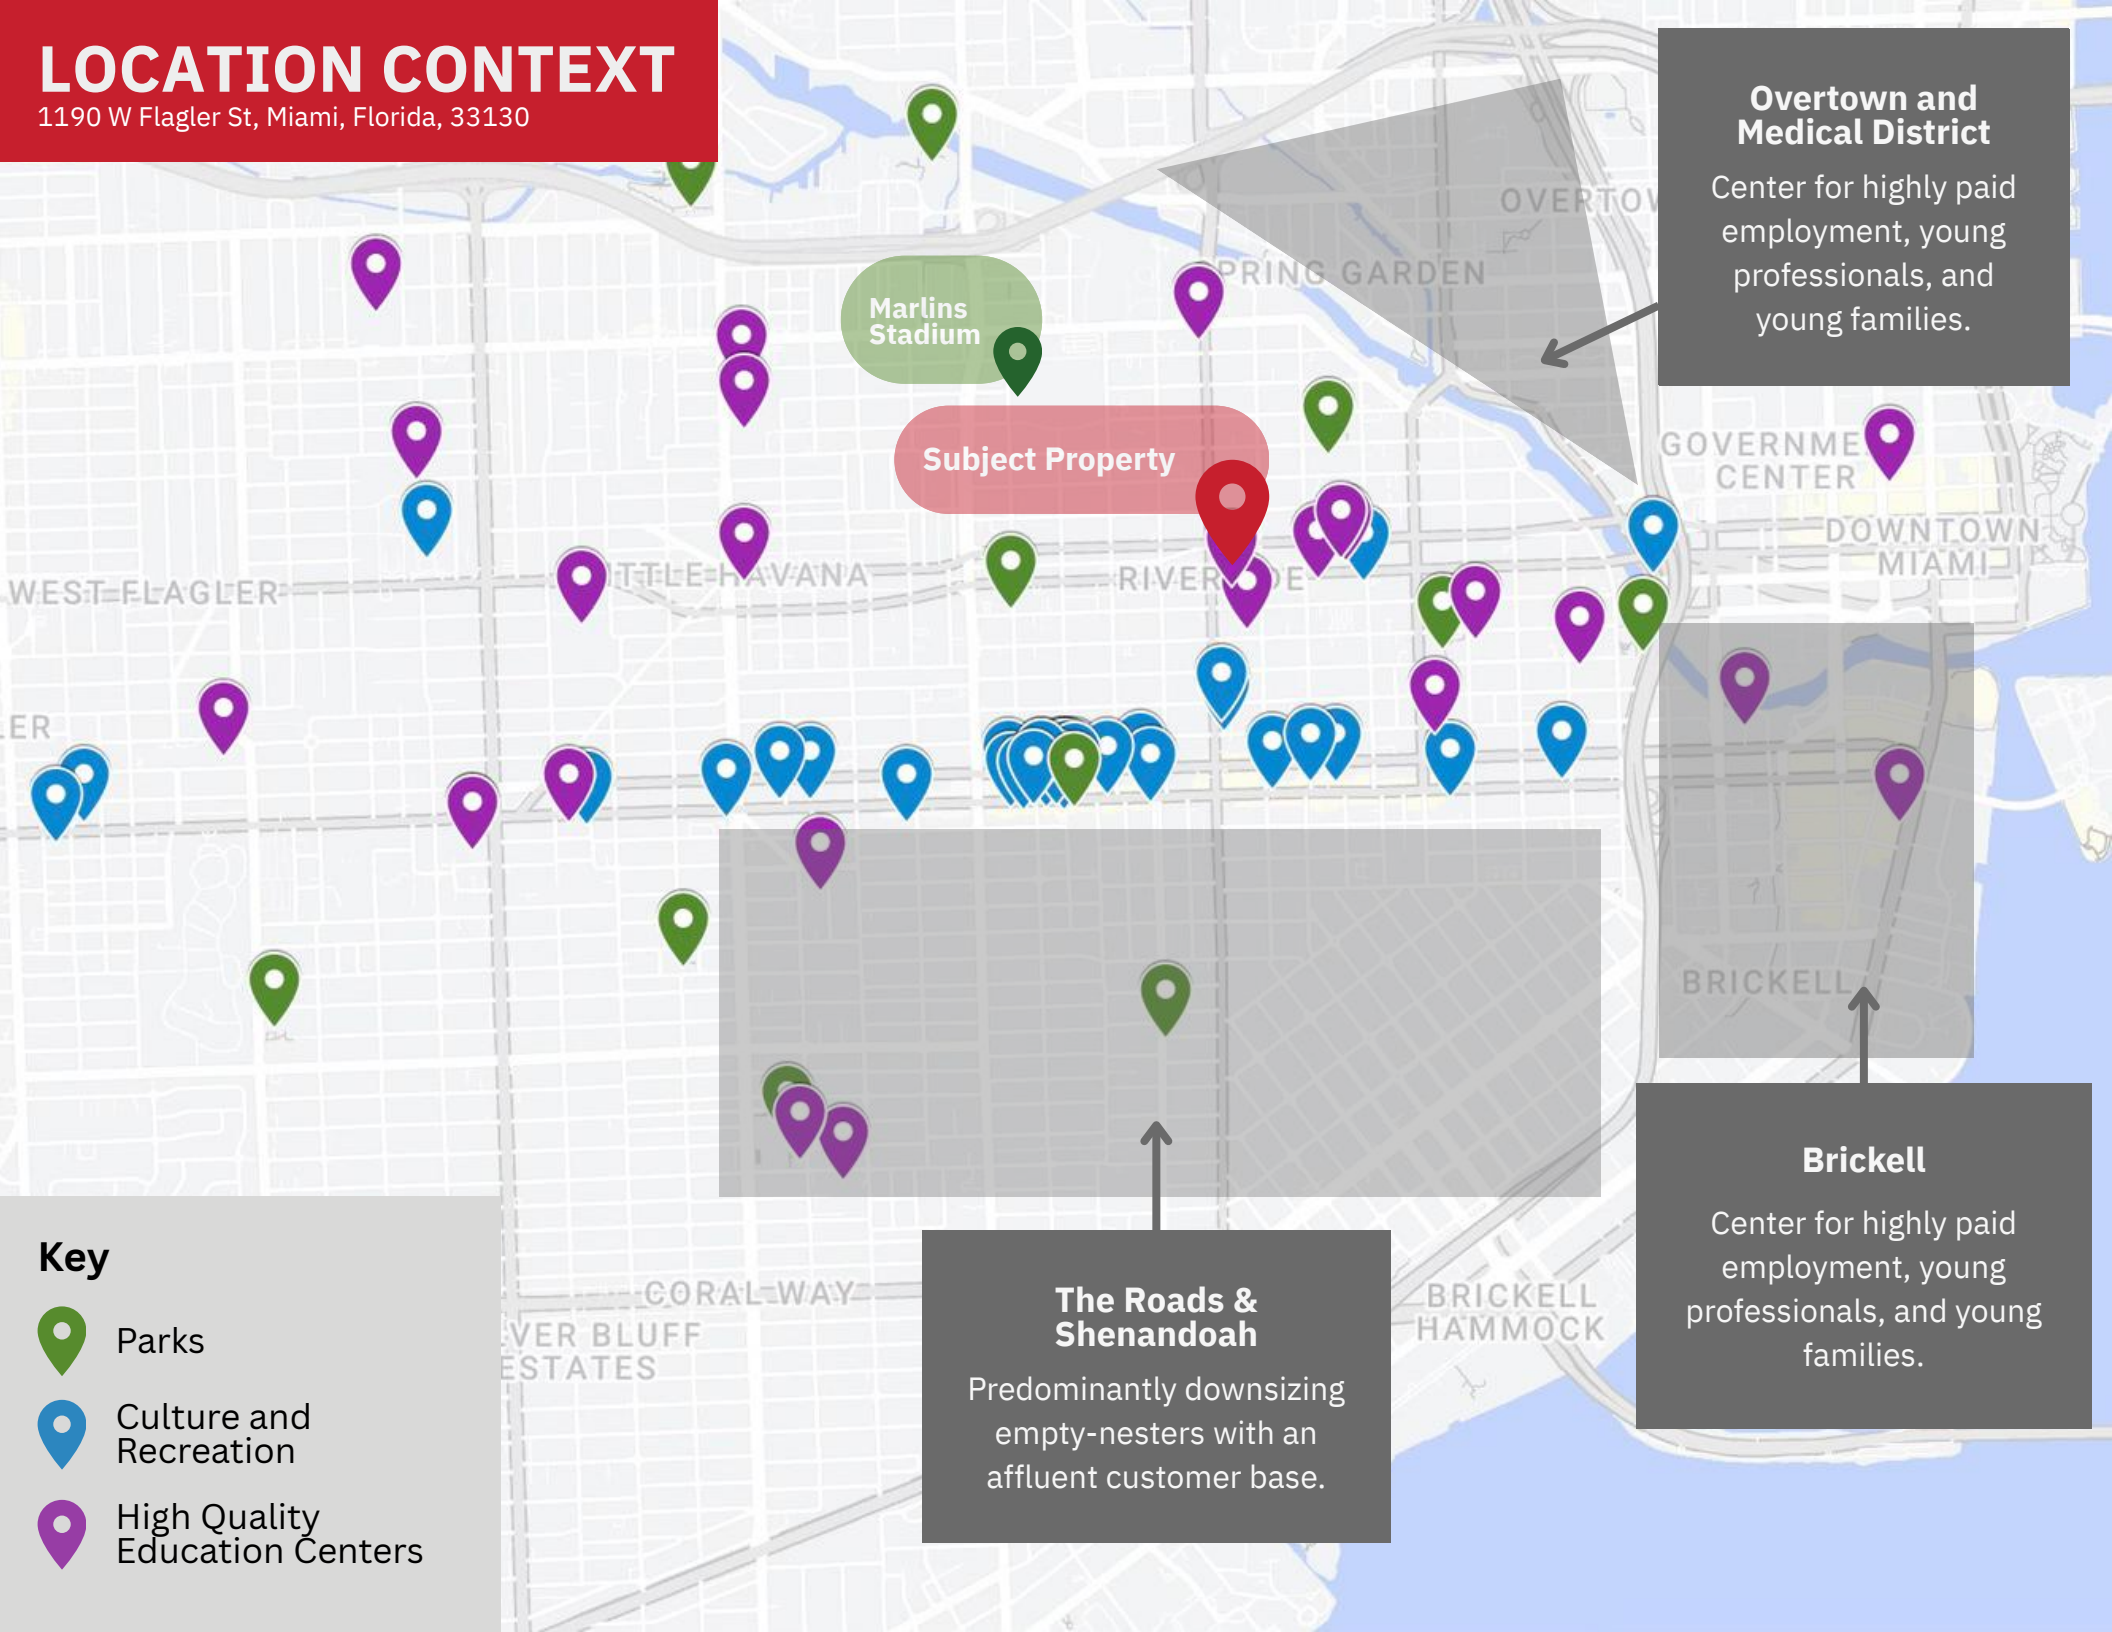 LOCATION CONTEXT
1190 W Flagler St, Miami, Florida, 33130
Overtown and
Medical District
Center for highly paid
employment, young
professionals, and
young families.
OVERTOW
PRING GARDEN
Marlins
Stadium
Subject Property
GOVERNME
CENTER
DOWNTOWN
MIAMI
WEST FLAGLER
TTLE HAVANA
RIVER DE
ER
BRICKELL
Brickell
Center for highly paid
employment, young
professionals, and young
families.
The Roads &
Shenandoah
Predominantly downsizing
empty-nesters with an
affluent customer base.
CORAL WAY
VER BLUFF
ESTATES
BRICKELL
HAMMOCK
Key
Parks
Culture and
Recreation
High Quality
Education Centers